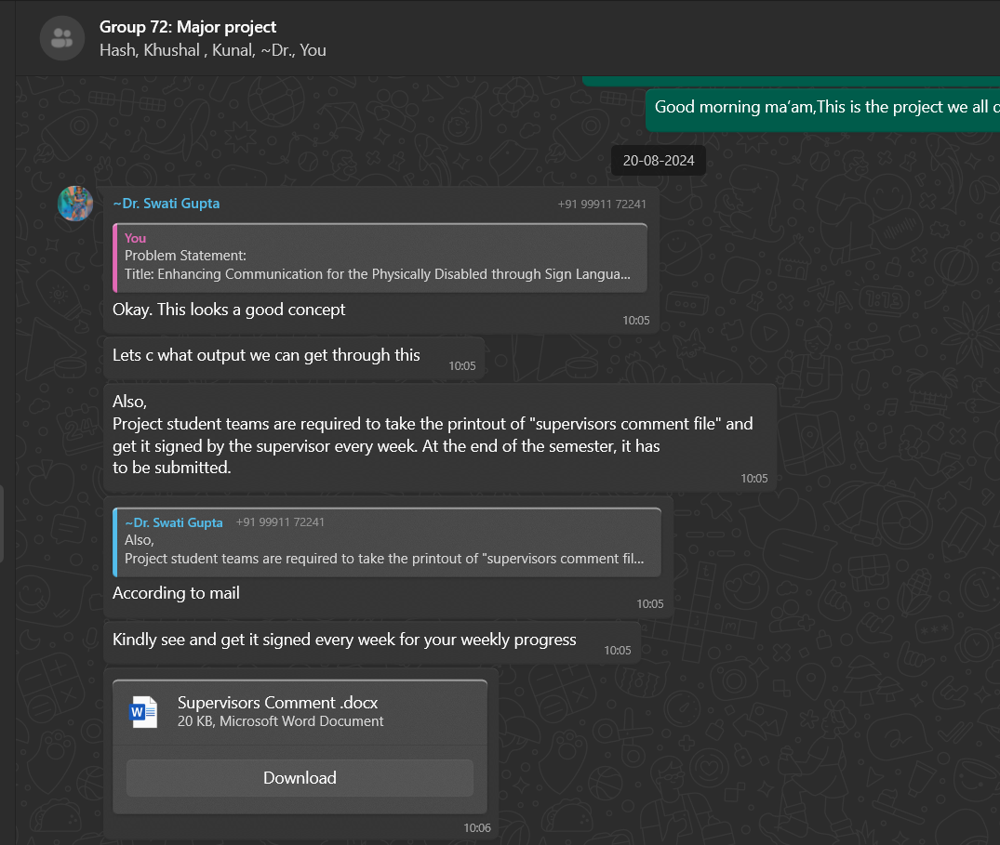 Group 72: Major project
Hash, Khushal , Kunal, ~Dr., You
Good morning ma‘am,This is the project we all
20-08-2024
~Dr. Swati Gupta +91 99911 72241
You
Problem Statement:
Title: Enhancing Communication for the Physically Disabled through Sign Langua...
Okay. This looks a good concept
10:05
Lets c what output we can get through this
10:05
Also,
Project student teams are required to take the printout of "supervisors comment file" and
get it signed by the supervisor every week. At the end of the semester, it has
to be submitted.
10:05
~Dr. Swati Gupta +91 99911 72241
Also,
Project student teams are required to take the printout of "supervisors comment fil...
According to mail
10:05
Kindly see and get it signed every week for your weekly progress
10:05
W
Supervisors Comment .docx
20 KB, Microsoft Word Document
Download
10:06